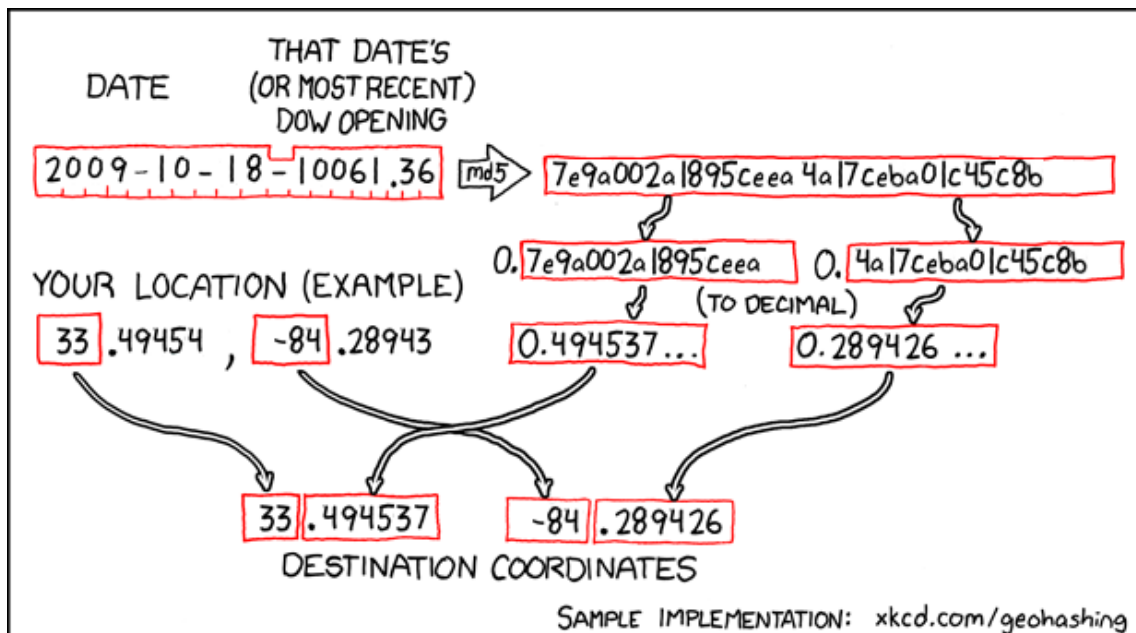 DATE
THAT DATE'S
(OR MOST RECENT)
DOW OPENING
2009-10-18-10061.36
md5
7e9a002a1895ceea4a17ceba01c45c8b
0.7e9a002a1895ceea
0.4a17ceba01c45c8b
(TO DECIMAL)
YOUR LOCATION (EXAMPLE)
33.49454, -84.28943
0.494537...
0.289426...
33.494537
-84.289426
DESTINATION COORDINATES
SAMPLE IMPLEMENTATION: xkcd.com/geohashing